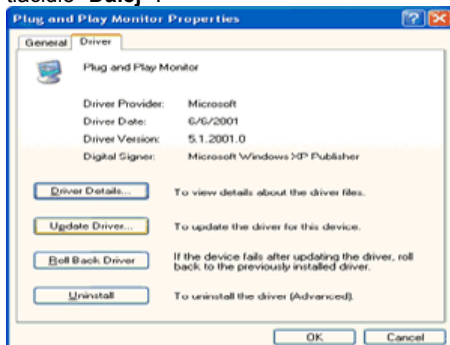 Plug and Play Monitor Properties
General Driver
Plug and Play Monitor
Driver Provider: Microsoft
Driver Date: 6/6/2001
Driver Version: 5.1.2001.0
Digital Signer: Microsoft Windows XP Publisher
Driver Details... To view details about the driver files.
Update Driver... To update the driver for this device.
Roll Back Driver If the device fails after updating the driver, roll
back to the previously installed driver.
Uninstall To uninstall the driver (Advanced).
OK Cancel